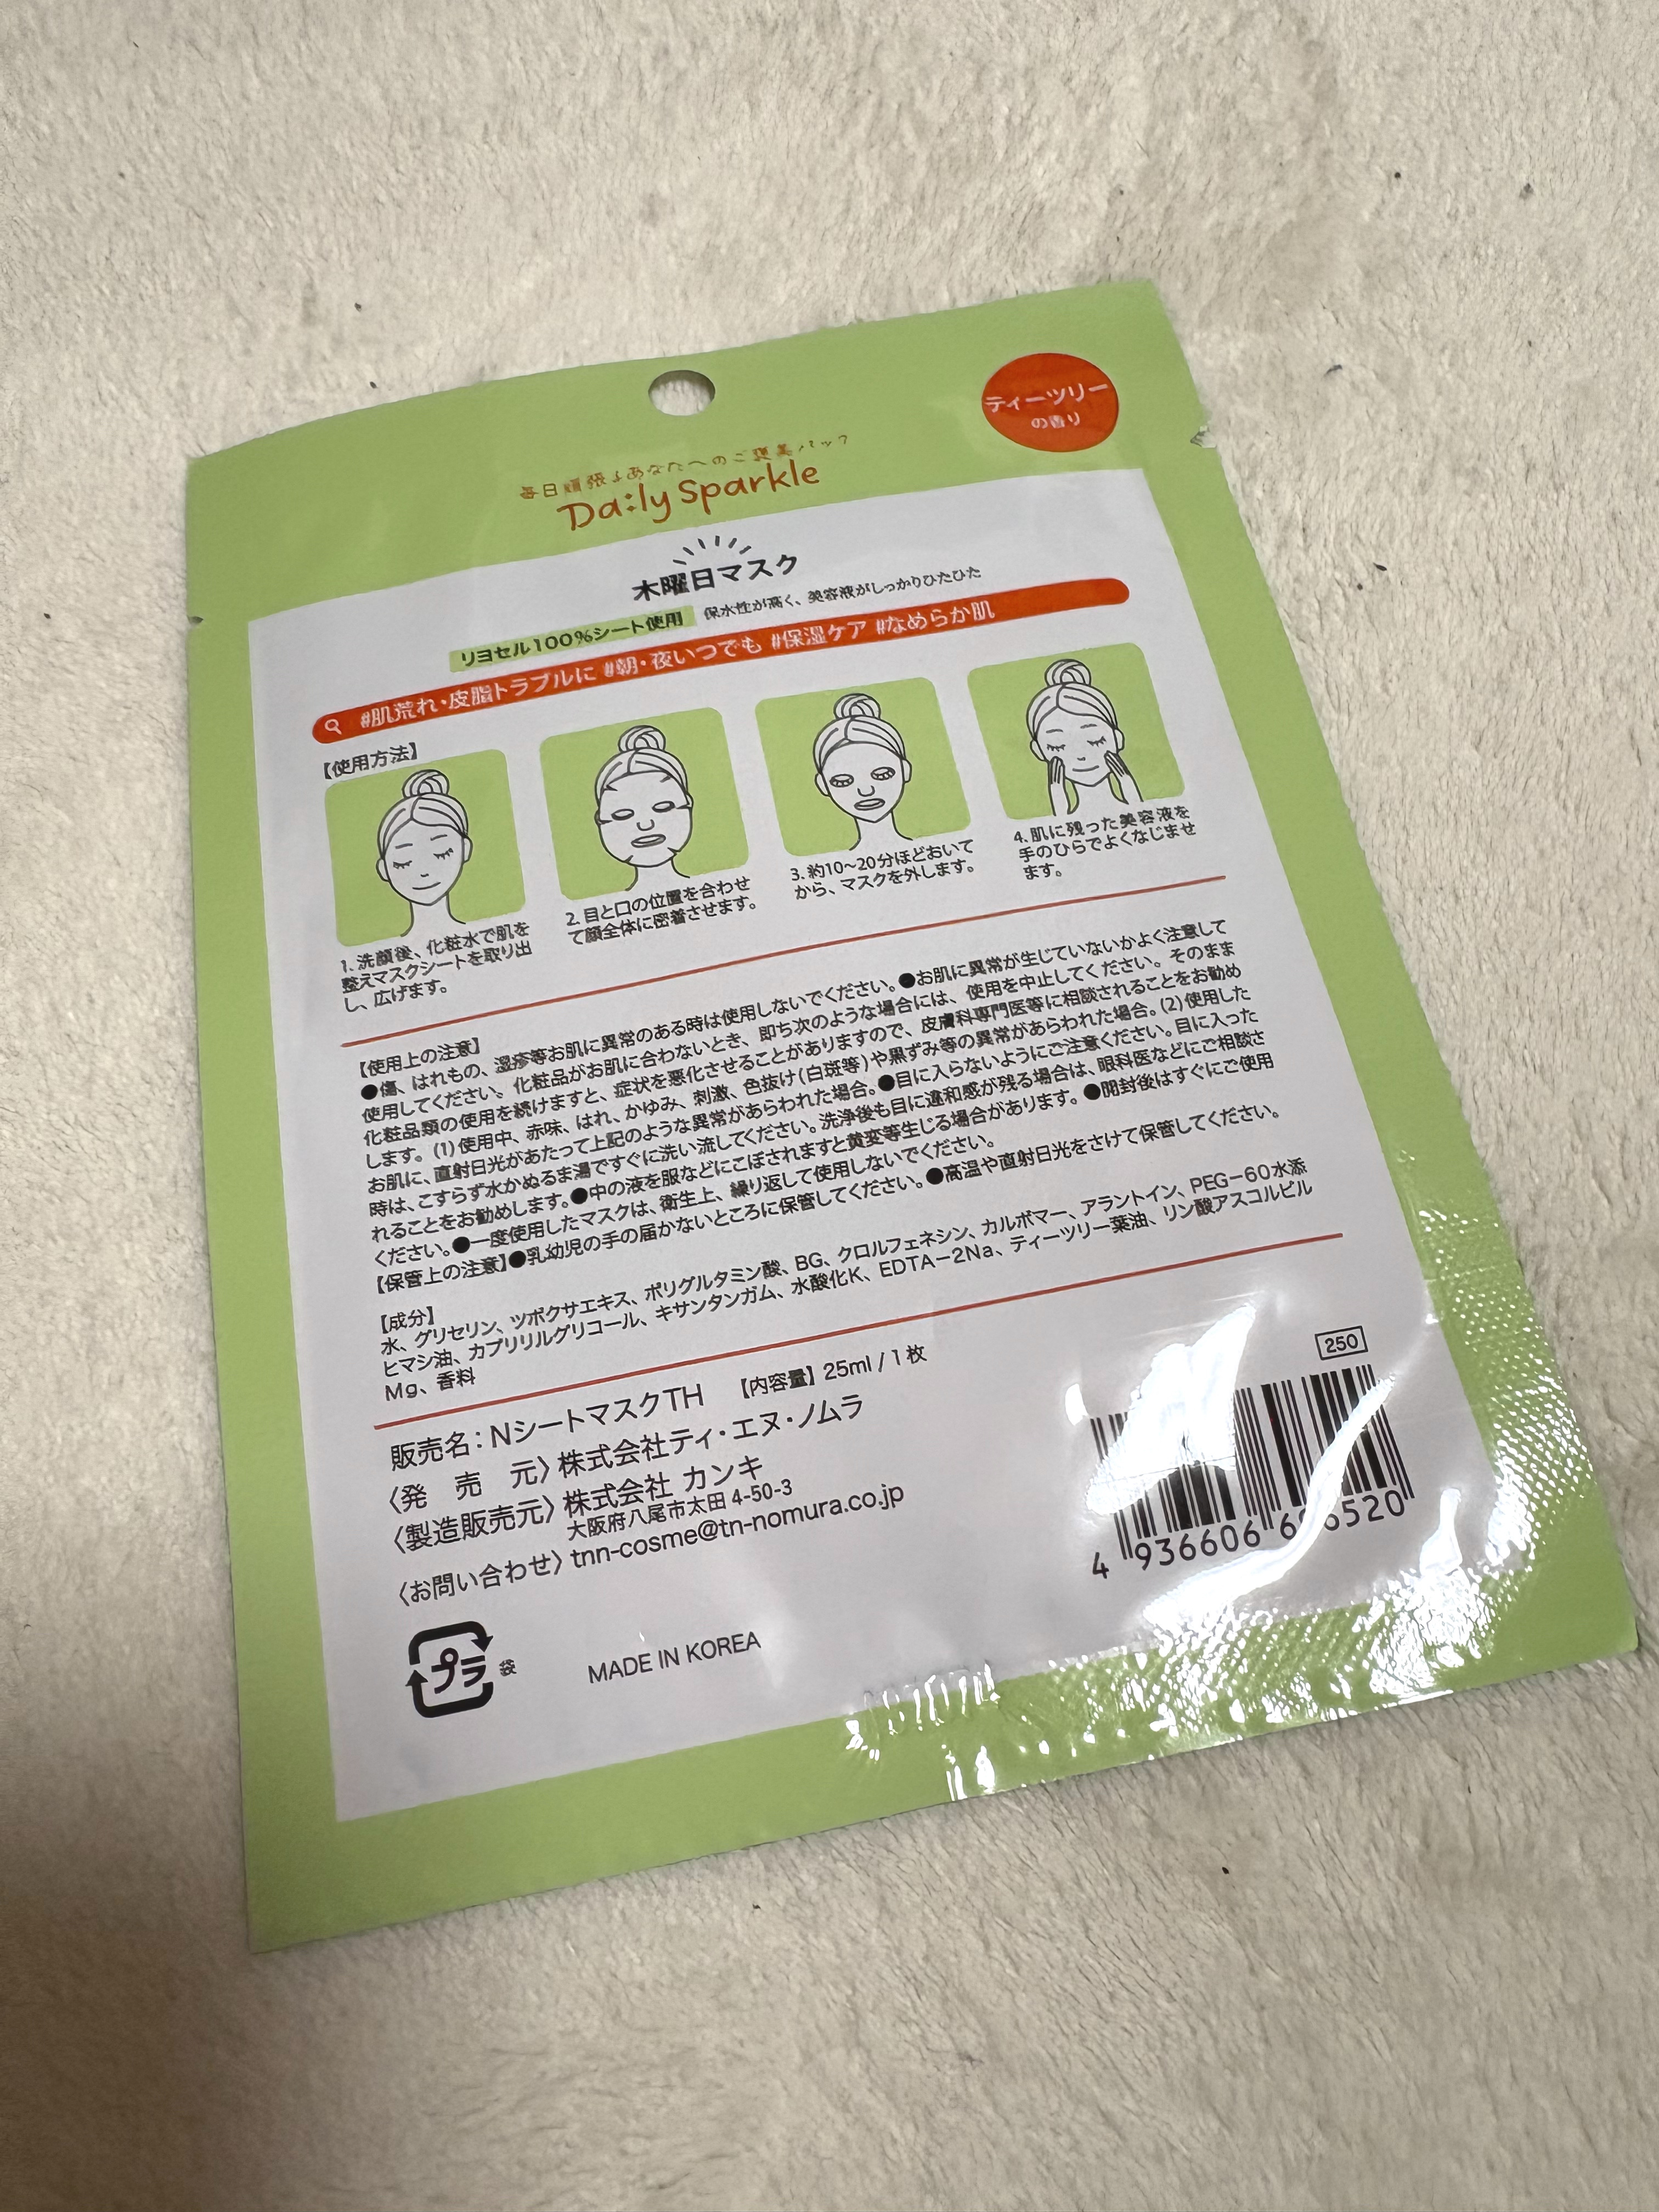 ティーツリー
の香り
毎日頑張るあなたへのご褒美パック
Daily Sparkle
木曜日マスク
リヨセル100%シート使用 保水性が高く、美容液がしっかりひたひた
#肌荒れ・皮脂トラブルに #朝・夜いつでも #保湿ケア #なめらか肌
【使用方法】
1. 洗顔後、化粧水で肌を
整えマスクシートを取り出
し、広げます。
2. 目と口の位置を合わせ
て顔全体に密着させます。
3. 約10~20分ほどおいて
から、マスクを外します。
4. 肌に残った美容液を
手のひらでよくなじませ
ます。
【使用上の注意】
●傷、はれもの、湿疹等お肌に異常のある時は使用しないでください。●お肌に異常が生じていないかよく注意して
使用してください。化粧品がお肌に合わないとき、即ち次のような場合には、使用を中止してください。そのまま
化粧品類の使用を続けますと、症状を悪化させることがありますので、皮膚科専門医等に相談されることをお勧め
します。(1)使用中、赤味、はれ、かゆみ、刺激、色抜け(白斑等)や黒ずみ等の異常があらわれた場合。(2)使用した
お肌に、直射日光があたって上記のような異常があらわれた場合。●目に入らないようにご注意ください。目に入った
時は、こすらず水かぬるま湯ですぐに洗い流してください。洗浄後も目に違和感が残る場合は、眼科医などにご相談さ
れることをお勧めします。●中の液を服などにこぼされますと黄変等生じる場合があります。●開封後はすぐにご使用
ください。●一度使用したマスクは、衛生上、繰り返して使用しないでください。
【保管上の注意】●乳幼児の手の届かないところに保管してください。●高温や直射日光をさけて保管してください。
【成分】
水、グリセリン、ツボクサエキス、ポリグルタミン酸、BG、クロルフェネシン、カルボマー、アラントイン、PEG-60水添
ヒマシ油、カプリリルグリコール、キサンタンガム、水酸化K、EDTA-2Na、ティーツリー葉油、リン酸アスコルビル
Mg、香料
販売名:NシートマスクTH 【内容量】25ml / 1枚
〈発 売 元〉株式会社ティ・エヌ・ノムラ
〈製造販売元〉株式会社 カンキ
大阪府八尾市太田 4-50-3
〈お問い合わせ〉tnn-cosme@tn-nomura.co.jp
250
4 936606 6 6520
プラ 袋
MADE IN KOREA